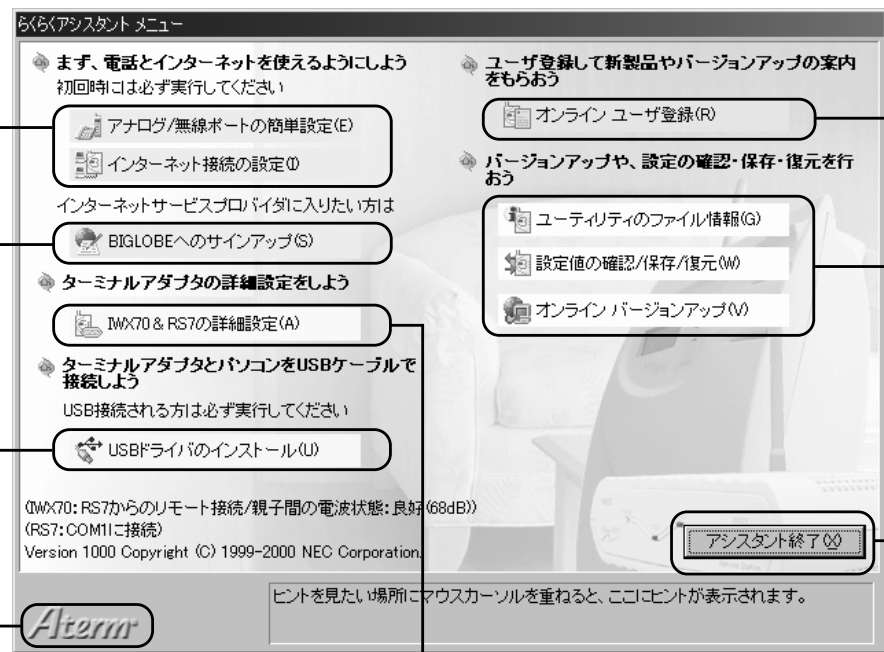 らくらくアシスタント メニュー
まず、電話とインターネットを使えるようにしよう
初回時には必ず実行してください
アナログ/無線ポートの簡単設定(E)
インターネット接続の設定(I)
インターネットサービスプロバイダに入りたい方は
BIGLOBEへのサインアップ(S)
ターミナルアダプタの詳細設定をしよう
IWX70 & RS7の詳細設定(A)
ターミナルアダプタとパソコンをUSBケーブルで
接続しよう
USB接続される方は必ず実行してください
USBドライバのインストール(U)
(IWX70: RS7からのリモート接続/親子間の電波状態: 良好(68dB))
(RS7:COM1に接続)
Version 1000 Copyright (C) 1999-2000 NEC Corporation.
ユーザ登録して新製品やバージョンアップの案内
をもらおう
オンライン ユーザ登録(R)
バージョンアップや、設定の確認・保存・復元を行
おう
ユーティリティのファイル情報(G)
設定値の確認/保存/復元(W)
オンライン バージョンアップ(V)
アシスタント終了(X)
Aterm
ヒントを見たい場所にマウスカーソルを重ねると、ここにヒントが表示されます。